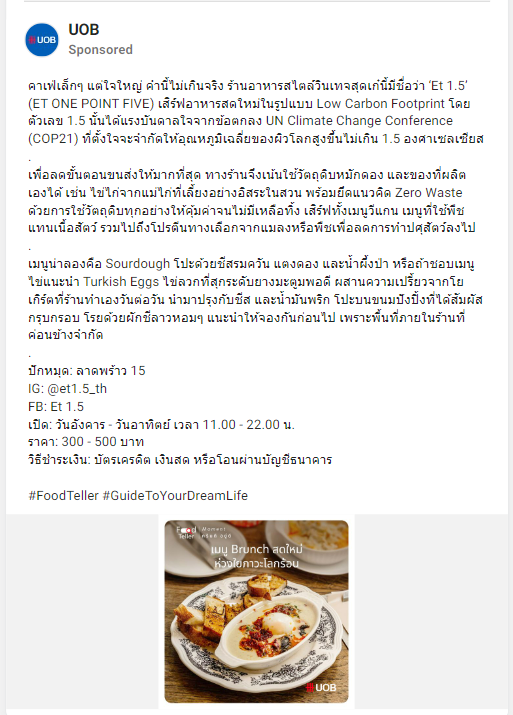 UOB
UOB
Sponsored
คาเฟ่เล็กๆ แต่ใจใหญ่ คำนี้ไม่เกินจริง ร้านอาหารสไตล์วินเทจสุดเก๋นี้มีชื่อว่า ‘Et 1.5’
(ET ONE POINT FIVE) เสิร์ฟอาหารสดใหม่ในรูปแบบ Low Carbon Footprint โดย
ตัวเลข 1.5 นั้นได้แรงบันดาลใจจากข้อตกลง UN Climate Change Conference
(COP21) ที่ตั้งใจจะจำกัดให้อุณหภูมิเฉลี่ยของผิวโลกสูงขึ้นไม่เกิน 1.5 องศาเซลเซียส
.
เพื่อลดขั้นตอนขนส่งให้มากที่สุด ทางร้านจึงเน้นใช้วัตถุดิบหมักดอง และของที่ผลิต
เองได้ เช่น ไข่ไก่จากแม่ไก่ที่เลี้ยงอย่างอิสระในสวน พร้อมยึดแนวคิด Zero Waste
ด้วยการใช้วัตถุดิบทุกอย่างให้คุ้มค่าจนไม่มีเหลือทิ้ง เสิร์ฟทั้งเมนูวีแกน เมนูที่ใช้พืช
แทนเนื้อสัตว์ รวมไปถึงโปรตีนทางเลือกจากแมลงหรือพืชเพื่อลดการทำปศุสัตว์ลงไป
.
เมนูน่าลองคือ Sourdough โปะด้วยชีสรมควัน แตงดอง และน้ำผึ้งป่า หรือถ้าชอบเมนู
ไข่แนะนำ Turkish Eggs ไข่ลวกที่สุกระดับยางมะตูมพอดี ผสานความเปรี้ยวจากโย
เกิร์ตที่ร้านทำเองวันต่อวัน นำมาปรุงกับชีส และน้ำมันพริก โปะบนขนมปังปิ้งที่ได้สัมผัส
กรุบกรอบ โรยด้วยผักชีลาวหอมๆ แนะนำให้จองกันก่อนไป เพราะพื้นที่ภายในร้านที่
ค่อนข้างจำกัด
.
ปักหมุด: ลาดพร้าว 15
IG: @et1.5_th
FB: Et 1.5
เปิด: วันอังคาร - วันอาทิตย์ เวลา 11.00 - 22.00 น.
ราคา: 300 - 500 บาท
วิธีชำระเงิน: บัตรเครดิต เงินสด หรือโอนผ่านบัญชีธนาคาร
#FoodTeller #GuideToYourDreamLife
Food Teller
Moment
เมนู Brunch สดใหม่
ห่วงใยภาวะโลกร้อน
UOB